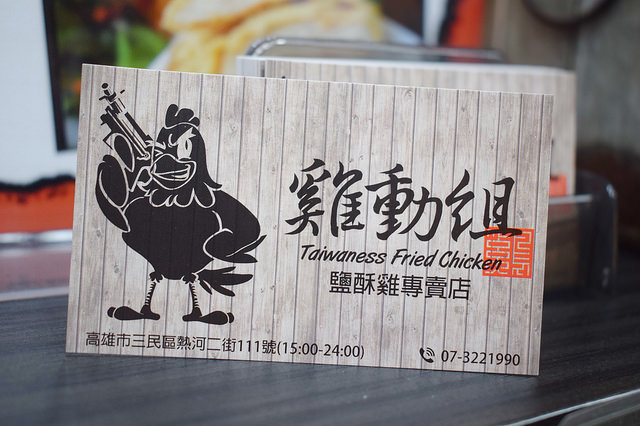 雞動組
Taiwaness Fried Chicken
鹽酥雞專賣店
高雄市三民區熱河二街111號(15:00-24:00)
07-3221990